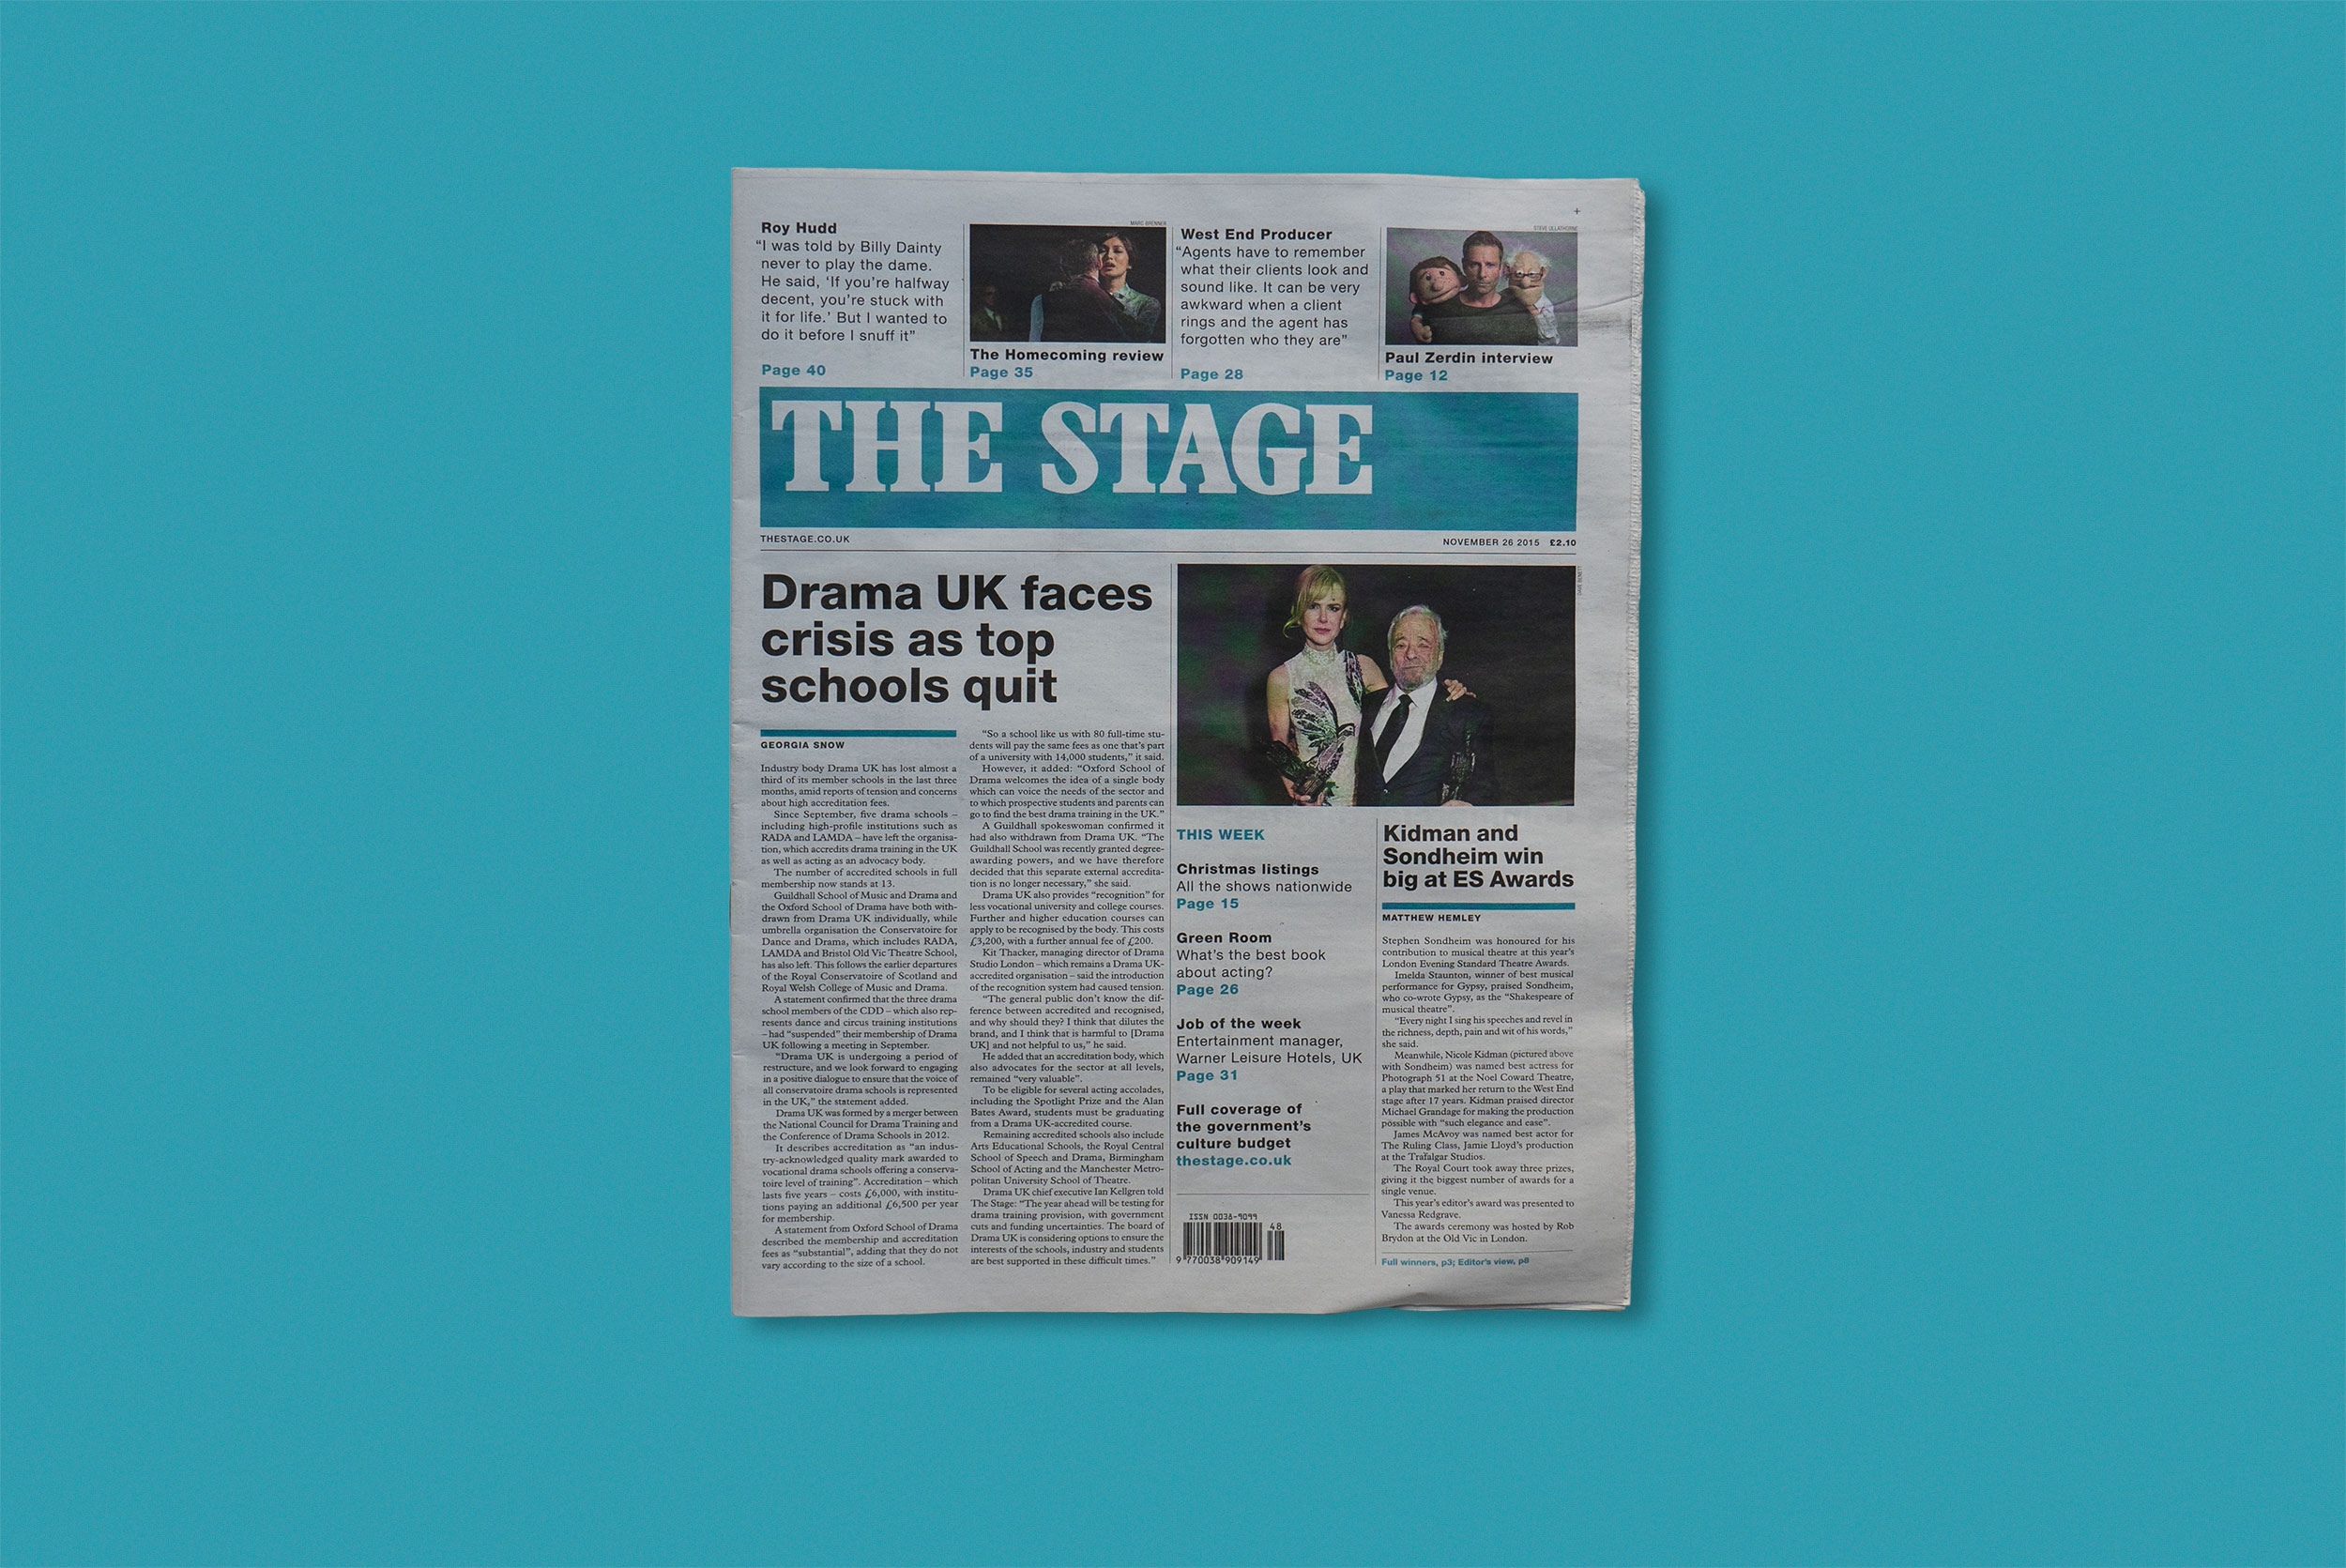 Roy Hudd
“I was told by Billy Dainty
never to play the dame.
He said, ‘If you’re halfway
decent, you’re stuck with
it for life.’ But I wanted to
do it before I snuff it”
Page 40
MARC BRENNER
The Homecoming review
Page 35
West End Producer
“Agents have to remember
what their clients look and
sound like. It can be very
awkward when a client
rings and the agent has
forgotten who they are”
Page 28
STEVE ULLATHORNE
Paul Zerdin interview
Page 12
THE STAGE
THESTAGE.CO.UK
NOVEMBER 26 2015 £2.10
Drama UK faces
crisis as top
schools quit
GEORGIA SNOW
Industry body Drama UK has lost almost a
third of its member schools in the last three
months, amid reports of tension and concerns
about high accreditation fees.
Since September, five drama schools –
including high-profile institutions such as
RADA and LAMDA – have left the organisa-
tion, which accredits drama training in the UK
as well as acting as an advocacy body.
The number of accredited schools in full
membership now stands at 13.
Guildhall School of Music and Drama and
the Oxford School of Drama have both with-
drawn from Drama UK individually, while
umbrella organisation the Conservatoire for
Dance and Drama, which includes RADA,
LAMDA and Bristol Old Vic Theatre School,
has also left. This follows the earlier departures
of the Royal Conservatoire of Scotland and
Royal Welsh College of Music and Drama.
A statement confirmed that the three drama
school members of the CDD – which also rep-
resents dance and circus training institutions
– had “suspended” their membership of Drama
UK following a meeting in September.
“Drama UK is undergoing a period of
restructure, and we look forward to engaging
in a positive dialogue to ensure that the voice of
all conservatoire drama schools is represented
in the UK,” the statement added.
Drama UK was formed by a merger between
the National Council for Drama Training and
the Conference of Drama Schools in 2012.
It describes accreditation as “an indus-
try-acknowledged quality mark awarded to
vocational drama schools offering a conserva-
toire level of training”. Accreditation – which
lasts five years – costs £6,000, with institu-
tions paying an additional £6,500 per year
for membership.
A statement from Oxford School of Drama
described the membership and accreditation
fees as “substantial”, adding that they do not
vary according to the size of a school.
“So a school like us with 80 full-time stu-
dents will pay the same fees as one that’s part
of a university with 14,000 students,” it said.
However, it added: “Oxford School of
Drama welcomes the idea of a single body
which can voice the needs of the sector and
to which prospective students and parents can
go to find the best drama training in the UK.”
A Guildhall spokeswoman confirmed it
had also withdrawn from Drama UK. “The
Guildhall School was recently granted degree-
awarding powers, and we have therefore
decided that this separate external accredita-
tion is no longer necessary,” she said.
Drama UK also provides “recognition” for
less vocational university and college courses.
Further and higher education courses can
apply to be recognised by the body. This costs
£3,200, with a further annual fee of £200.
Kit Thacker, managing director of Drama
Studio London – which remains a Drama UK-
accredited organisation – said the introduction
of the recognition system had caused tension.
“The general public don’t know the dif-
ference between accredited and recognised,
and why should they? I think that dilutes the
brand, and I think that is harmful to [Drama
UK] and not helpful to us,” he said.
He added that an accreditation body, which
also advocates for the sector at all levels,
remained “very valuable”.
To be eligible for several acting accolades,
including the Spotlight Prize and the Alan
Bates Award, students must be graduating
from a Drama UK-accredited course.
Remaining accredited schools also include
Arts Educational Schools, the Royal Central
School of Speech and Drama, Birmingham
School of Acting and the Manchester Metro-
politan University School of Theatre.
Drama UK chief executive Ian Kellgren told
The Stage: “The year ahead will be testing for
drama training provision, with government
cuts and funding uncertainties. The board of
Drama UK is considering options to ensure the
interests of the schools, industry and students
are best supported in these difficult times.”
THIS WEEK
Christmas listings
All the shows nationwide
Page 15
Green Room
What’s the best book
about acting?
Page 26
Job of the week
Entertainment manager,
Warner Leisure Hotels, UK
Page 31
Full coverage of
the government’s
culture budget
thestage.co.uk
ISSN 0038-9099
48
9 770038 909149
Kidman and
Sondheim win
big at ES Awards
MATTHEW HEMLEY
Stephen Sondheim was honoured for his
contribution to musical theatre at this year’s
London Evening Standard Theatre Awards.
Imelda Staunton, winner of best musical
performance for Gypsy, praised Sondheim,
who co-wrote Gypsy, as the “Shakespeare of
musical theatre”.
“Every night I sing his speeches and revel in
the richness, depth, pain and wit of his words,”
she said.
Meanwhile, Nicole Kidman (pictured above
with Sondheim) was named best actress for
Photograph 51 at the Noel Coward Theatre,
a play that marked her return to the West End
stage after 17 years. Kidman praised director
Michael Grandage for making the production
possible with “such elegance and ease”.
James McAvoy was named best actor for
The Ruling Class, Jamie Lloyd’s production
at the Trafalgar Studios.
The Royal Court took away three prizes,
giving it the biggest number of awards for a
single venue.
This year’s editor’s award was presented to
Vanessa Redgrave.
The awards ceremony was hosted by Rob
Brydon at the Old Vic in London.
Full winners, p3; Editor’s view, p8